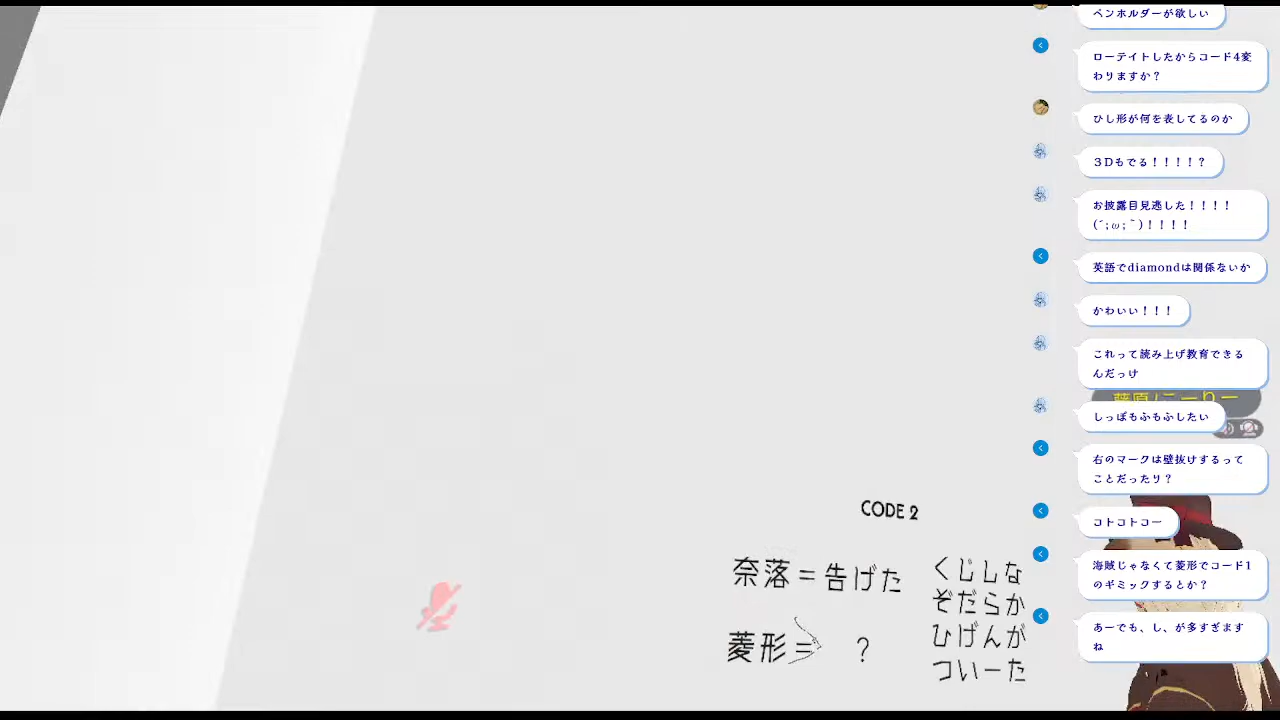 ペンホルダーが欲しい
ローテイトしたからコード4変
わりますか？
ひし形が何を表してるのか
３Dもでる！！！！？
お披露目見逃した！！！！
(´;ω;｀)！！！！
英語でdiamondは関係ないか
かわいい！！！
これって読み上げ教育できる
んだっけ
しっぽもふもふしたい
右のマークは壁抜けするって
ことだったり？
コトコトコー
海賊じゃなくて菱形でコード1
のギミックするとか？
あーでも、し、が多すぎます
ね
CODE 2
奈落＝告げた
菱形＝ ？
くじしな
ぞだらか
ひげんが
ついーた